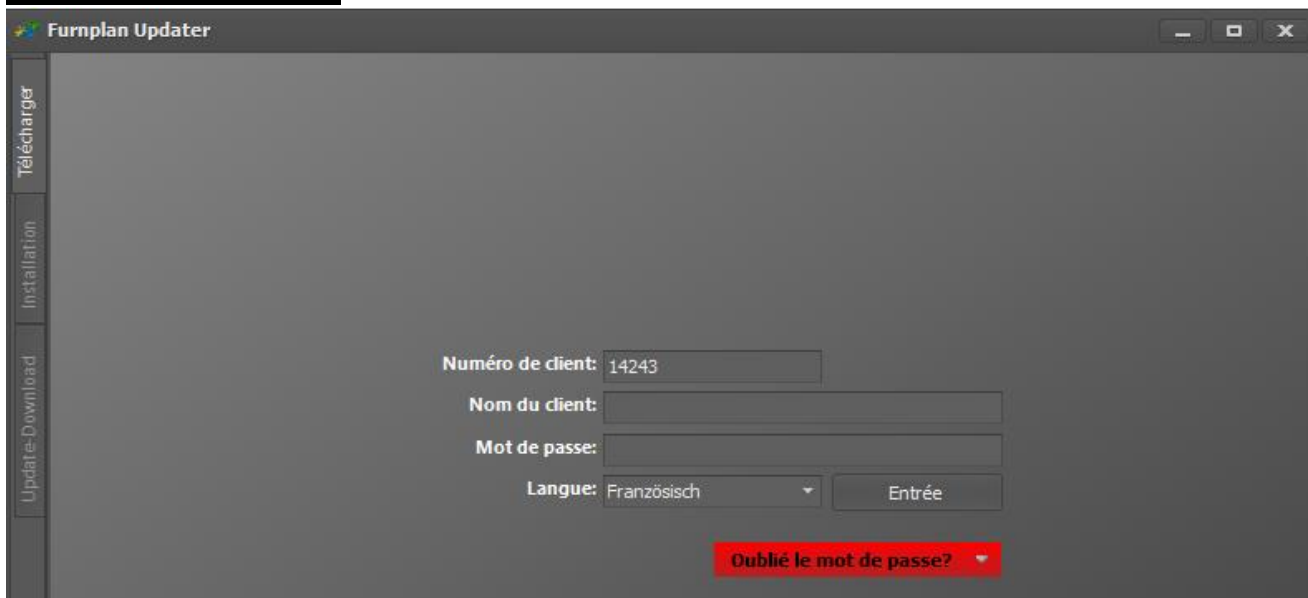 Furnplan Updater
Télécharger
Installation
Update-Download
Numéro de client: 14243
Nom du client:
Mot de passe:
Langue: Französisch Entrée
Oublié le mot de passe?